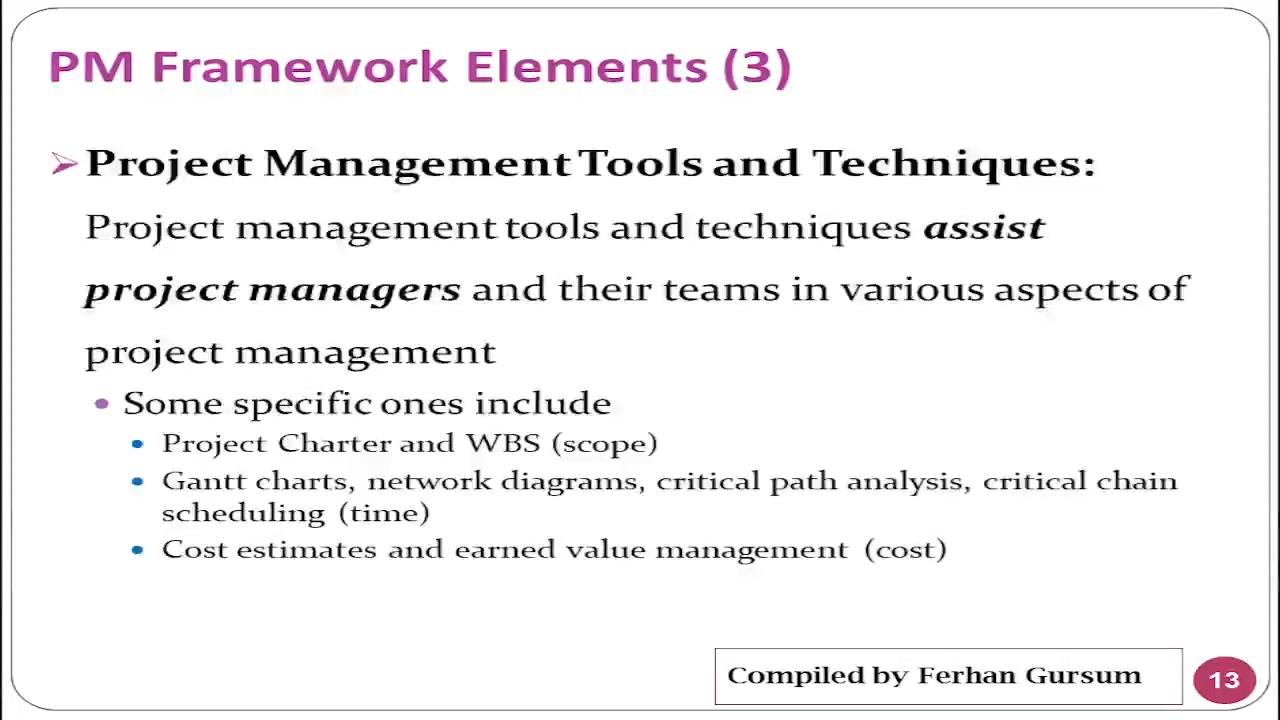 PM Framework Elements (3)
Project Management Tools and Techniques:
Project management tools and techniques assist
project managers and their teams in various aspects of
project management
Some specific ones include
Project Charter and WBS (scope)
Gantt charts, network diagrams, critical path analysis, critical chain
scheduling (time)
Cost estimates and earned value management (cost)
Compiled by Ferhan Gursum
13